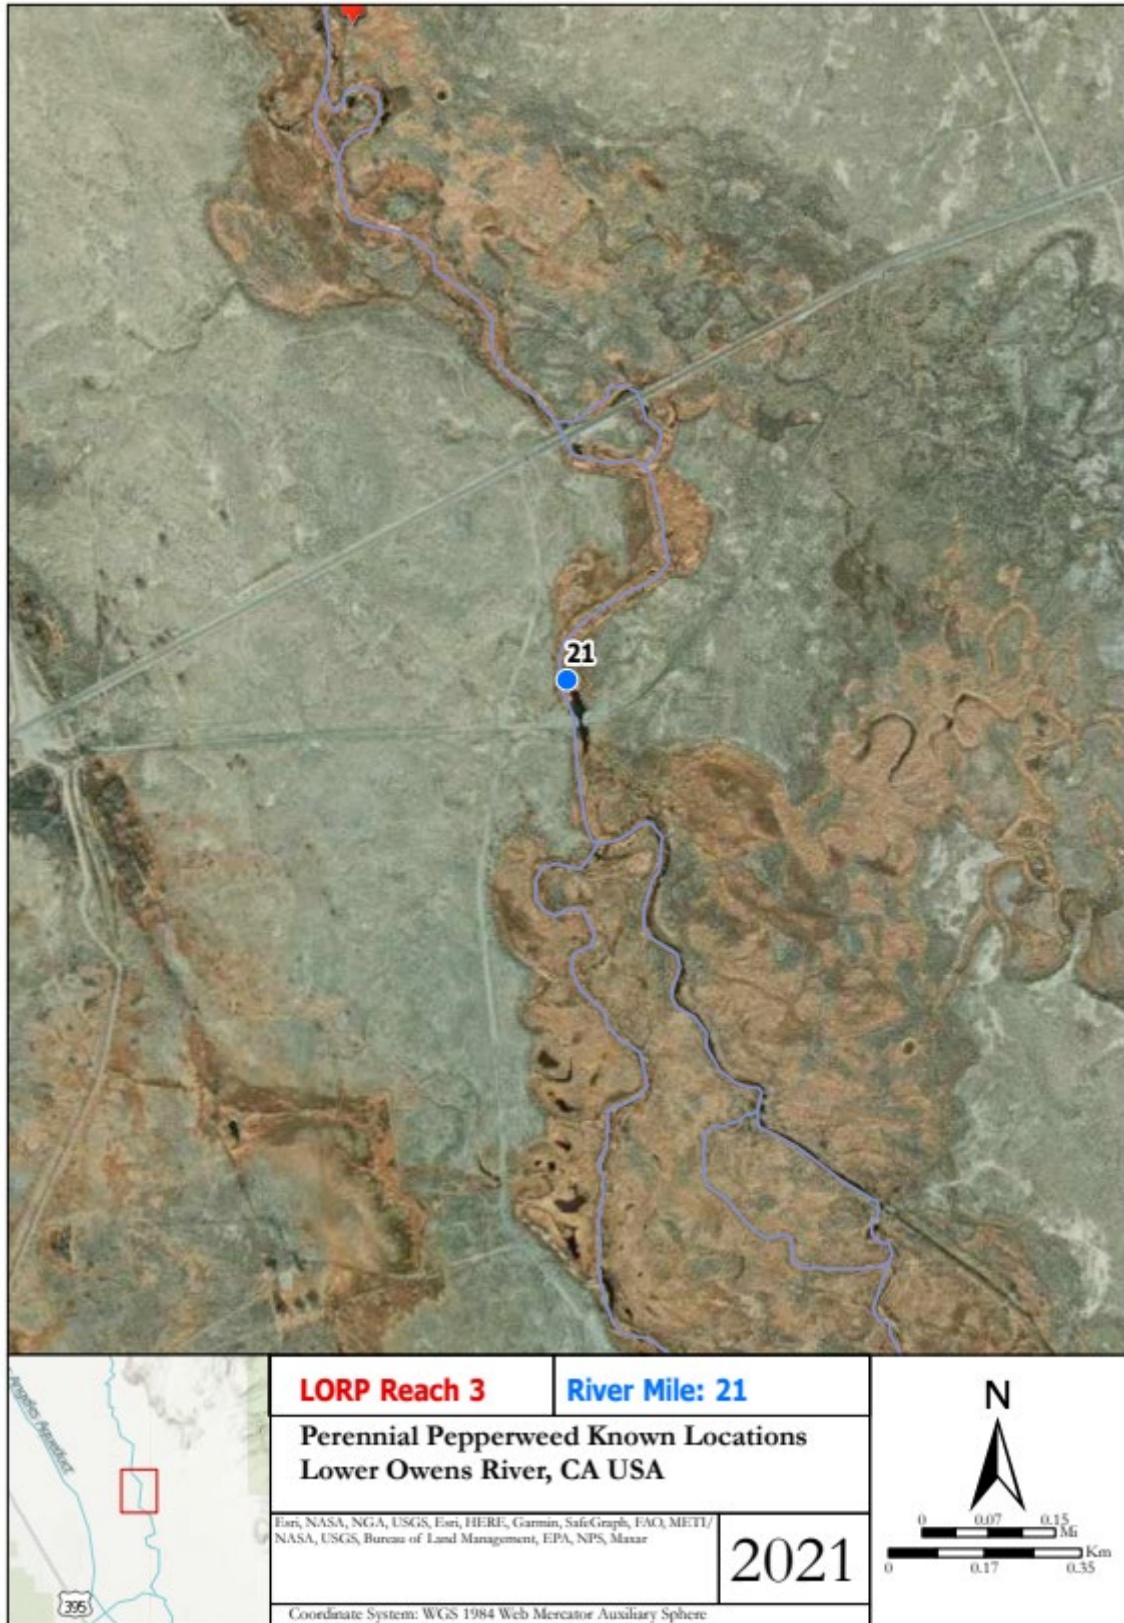 21
LORP Reach 3
River Mile: 21
Perennial Pepperweed Known Locations
Lower Owens River, CA USA
Esri, NASA, NGA, USGS, Esri, HERE, Garmin, SafeGraph, FAO, METI/
NASA, USGS, Bureau of Land Management, EPA, NPS, Maxar
2021
Coordinate System: WGS 1984 Web Mercator Auxiliary Sphere
Angeles Aqueduct
395
N
0 0.07 0.15
Mi
Km
0 0.17 0.35